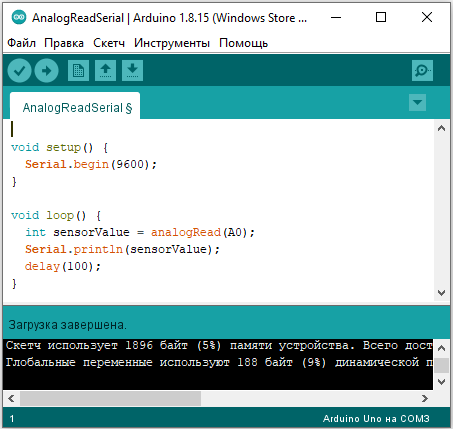 AnalogReadSerial | Arduino 1.8.15 (Windows Store ...
Файл Правка Скетч Инструменты Помощь
AnalogReadSerial §
void setup() {
  Serial.begin(9600);
}
void loop() {
  int sensorValue = analogRead(A0);
  Serial.println(sensorValue);
  delay(100);
}
Загрузка завершена.
Скетч использует 1896 байт (5%) памяти устройства. Всего дост
Глобальные переменные используют 188 байт (9%) динамической п
1 Arduino Uno на COM3